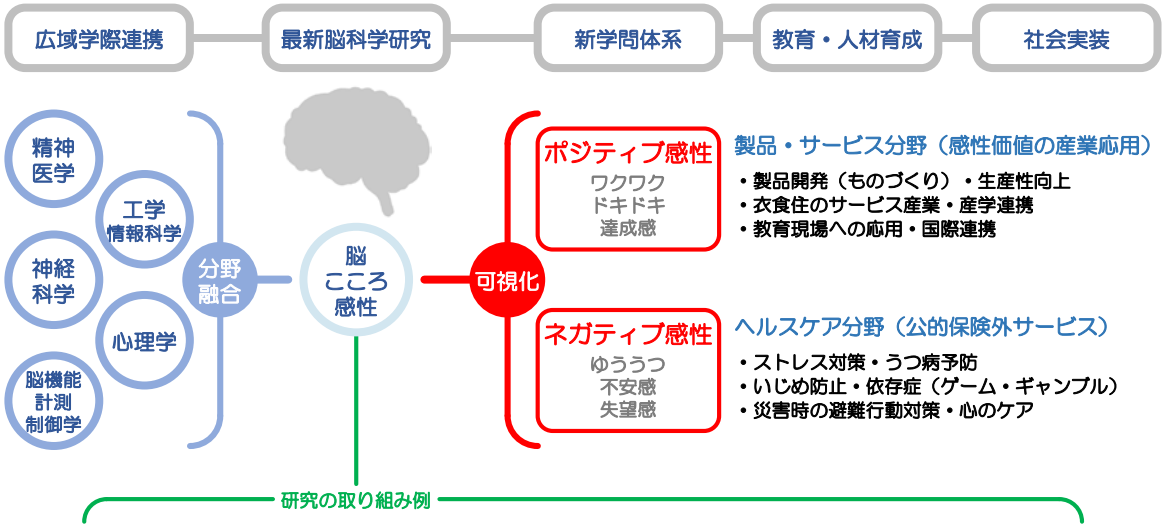 広域学際連携
最新脳科学研究
新学問体系
教育・人材育成
社会実装
精神
医学
工学
情報科学
神経
科学
心理学
脳機能
計測
制御学
分野
融合
脳
こころ
感性
可視化
ポジティブ感性
ワクワク
ドキドキ
達成感
製品・サービス分野（感性価値の産業応用）
・製品開発（ものづくり）・生産性向上
・衣食住のサービス産業・産学連携
・教育現場への応用・国際連携
ネガティブ感性
ゆううつ
不安感
失望感
ヘルスケア分野（公的保険外サービス）
・ストレス対策・うつ病予防
・いじめ防止・依存症（ゲーム・ギャンブル）
・災害時の避難行動対策・心のケア
研究の取り組み例